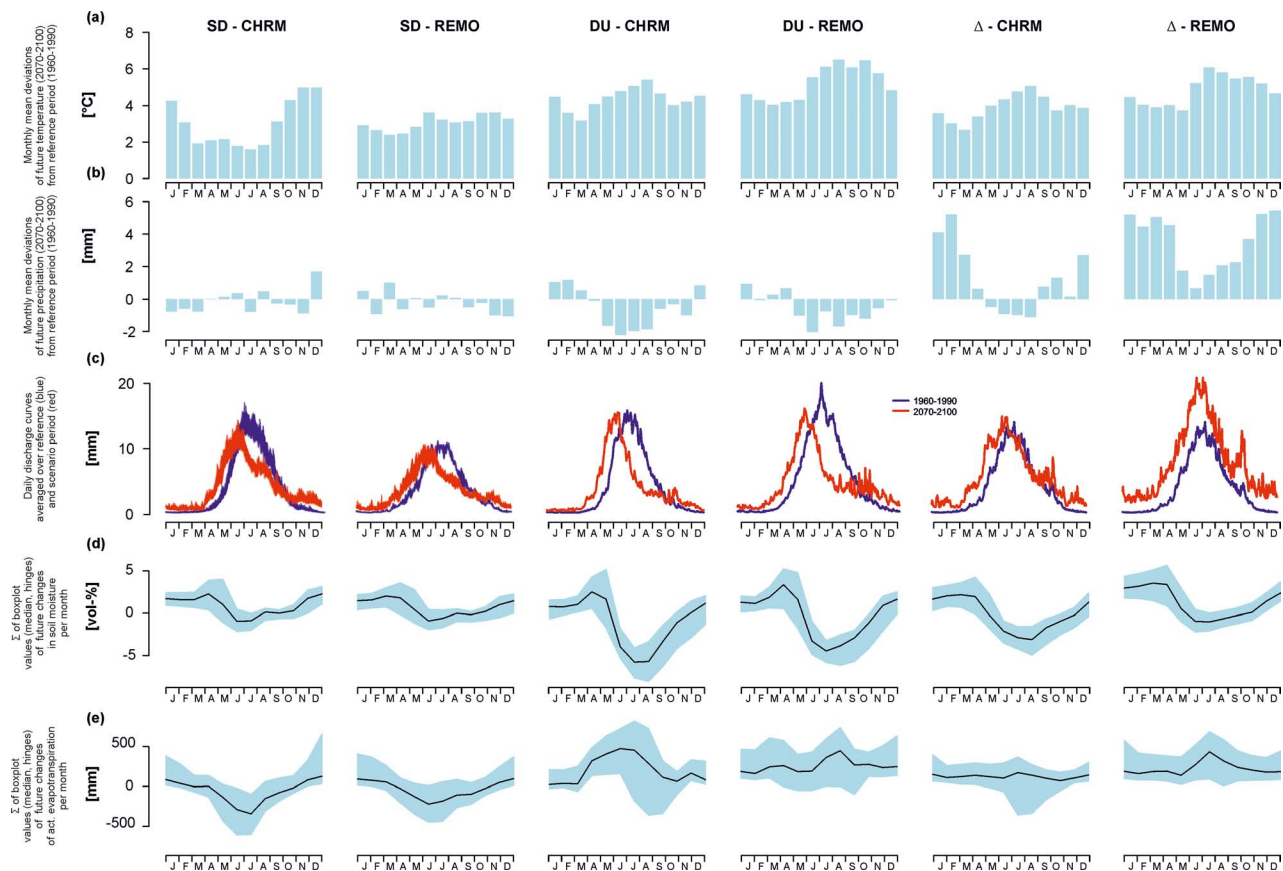 (a)
SD - CHRM
SD - REMO
DU - CHRM
DU - REMO
Δ - CHRM
Δ - REMO
Monthly mean deviations
of future temperature (2070-2100)
from reference period (1960-1990)
[°C]
8
6
4
2
0
J F M A M J J A S O N D
J F M A M J J A S O N D
J F M A M J J A S O N D
J F M A M J J A S O N D
J F M A M J J A S O N D
J F M A M J J A S O N D
(b)
Monthly mean deviations
of future precipitation (2070-2100)
from reference period (1960-1990)
[mm]
6
4
2
0
-2
J F M A M J J A S O N D
J F M A M J J A S O N D
J F M A M J J A S O N D
J F M A M J J A S O N D
J F M A M J J A S O N D
J F M A M J J A S O N D
(c)
Daily discharge curves
averaged over reference (blue)
and scenario period (red)
[mm]
20
10
0
1960-1990
2070-2100
J F M A M J J A S O N D
J F M A M J J A S O N D
J F M A M J J A S O N D
J F M A M J J A S O N D
J F M A M J J A S O N D
J F M A M J J A S O N D
(d)
Σ of boxplot
values (median, hinges)
of future changes
in soil moisture
per month
[vol-%]
5
0
-5
J F M A M J J A S O N D
J F M A M J J A S O N D
J F M A M J J A S O N D
J F M A M J J A S O N D
J F M A M J J A S O N D
J F M A M J J A S O N D
(e)
Σ of boxplot
values (median, hinges)
of future changes
of act. evapotranspiration
per month
[mm]
500
0
-500
J F M A M J J A S O N D
J F M A M J J A S O N D
J F M A M J J A S O N D
J F M A M J J A S O N D
J F M A M J J A S O N D
J F M A M J J A S O N D